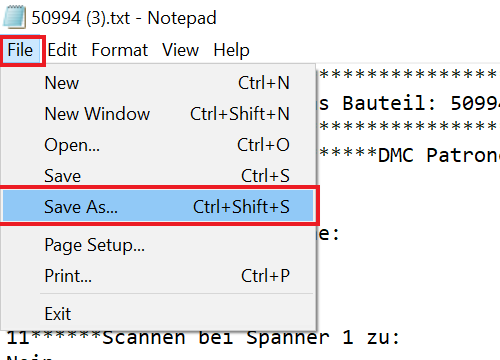 50994 (3).txt - Notepad
File Edit Format View Help
New Ctrl+N
New Window Ctrl+Shift+N
Open... Ctrl+O
Save Ctrl+S
Save As... Ctrl+Shift+S
Page Setup...
Print... Ctrl+P
Exit
****************
s Bauteil: 50994
****************
*****DMC Patrone
e:
11******Scannen bei Spanner 1 zu:
Nein